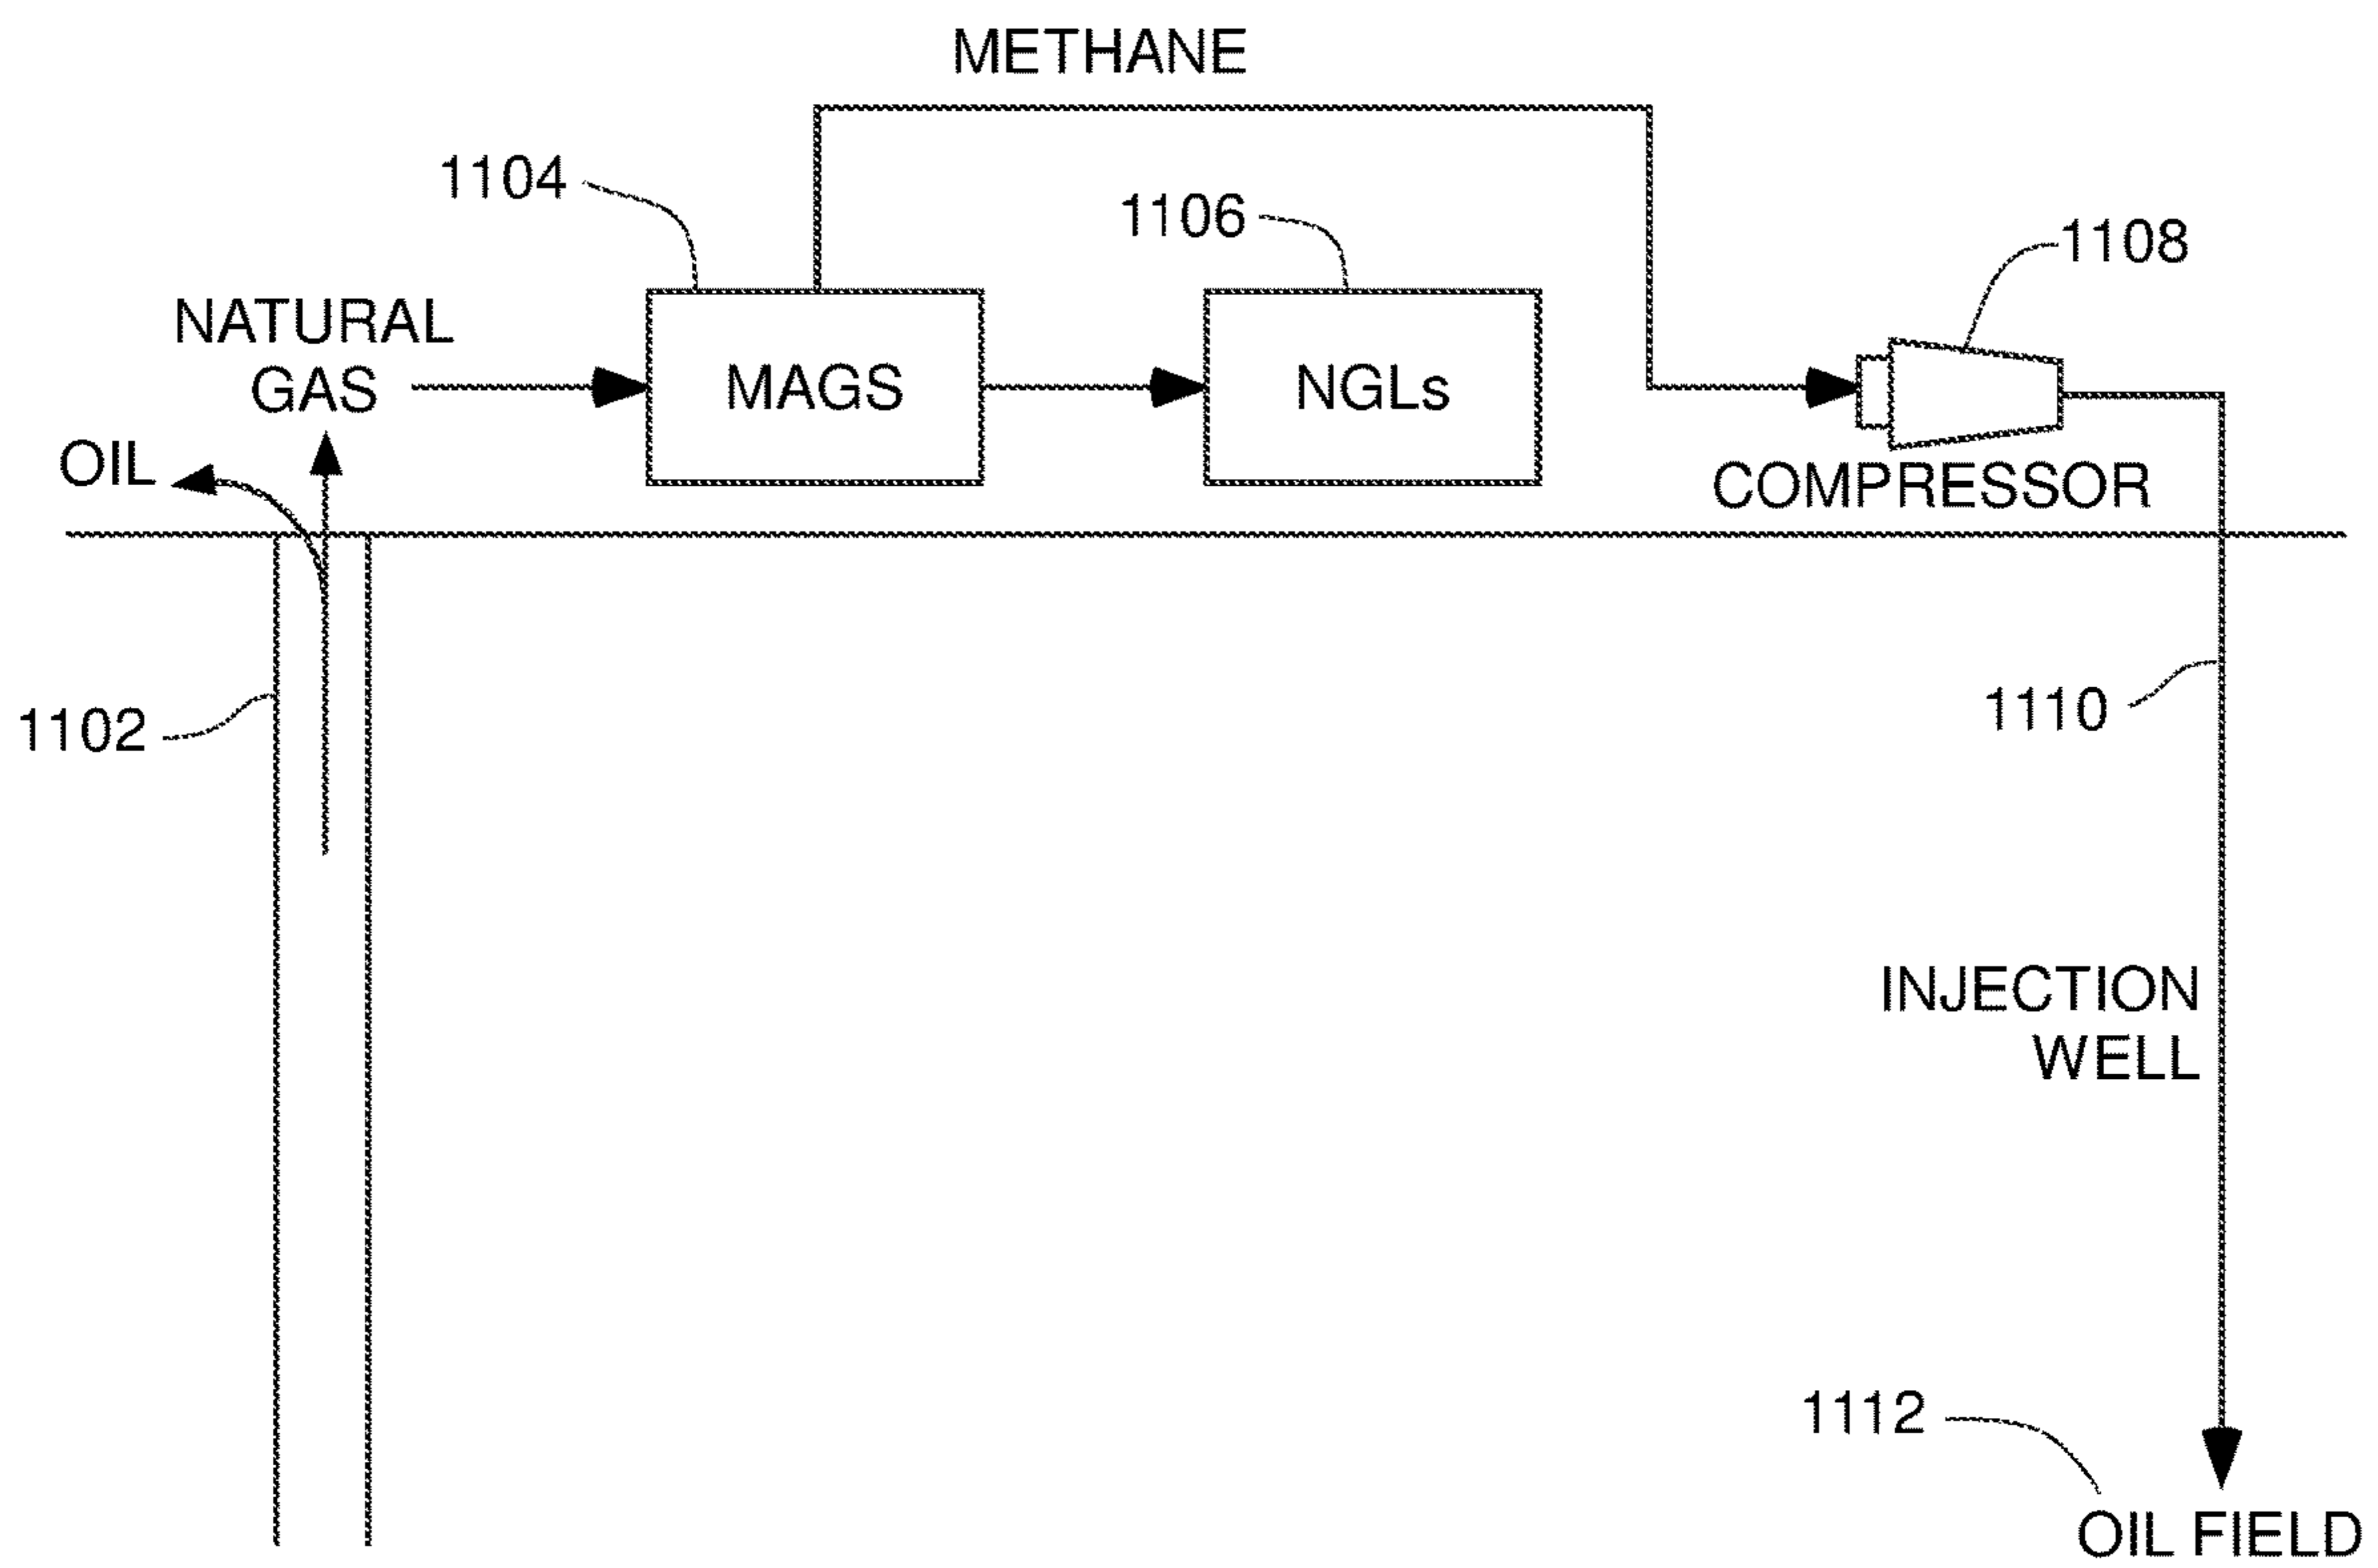 METHANE
1104
1106
1108
NATURAL
GAS
MAGS
NGLs
OIL
COMPRESSOR
1102
1110
INJECTION
WELL
1112
OIL FIELD